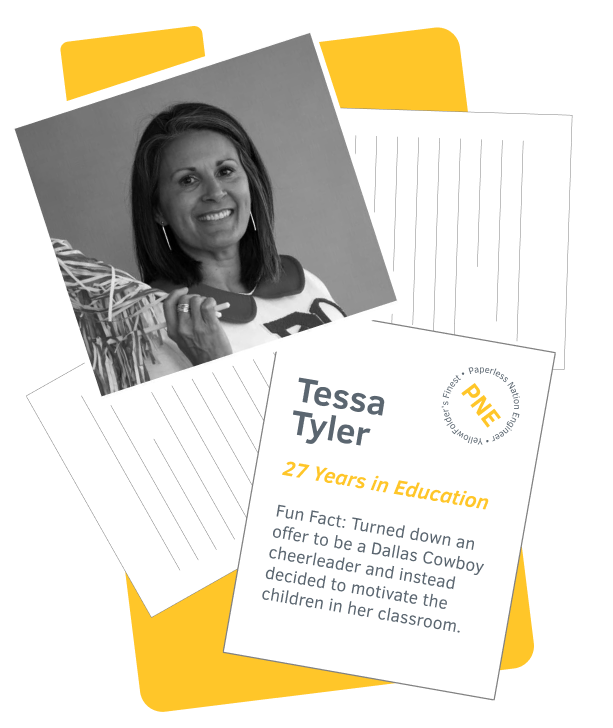 Tessa
Tyler
YellowFolder's Finest • Paperless Nation Engineer •
PNE
27 Years in Education
Fun Fact: Turned down an
offer to be a Dallas Cowboy
cheerleader and instead
decided to motivate the
children in her classroom.